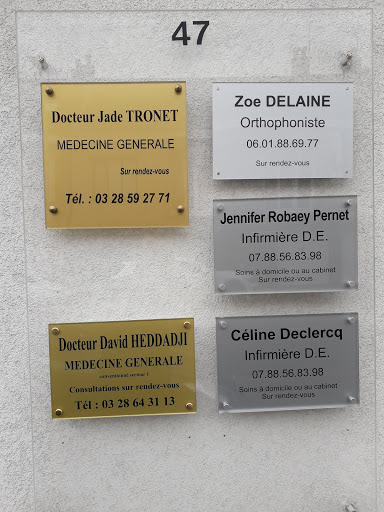 47
Docteur Jade TRONET
MEDECINE GENERALE
Sur rendez-vous
Tél. : 03 28 59 27 71
Zoe DELAINE
Orthophoniste
06.01.88.69.77
Sur rendez-vous
Jennifer Robaey Pernet
Infirmière D.E.
07.88.56.83.98
Soins à domicile ou au cabinet
Sur rendez-vous
Docteur David HEDDADJI
MEDECINE GENERALE
conventionné secteur 1
Consultations sur rendez-vous
Tél : 03 28 64 31 13
Céline Declercq
Infirmière D.E.
07.88.56.83.98
Soins à domicile ou au cabinet
Sur rendez-vous